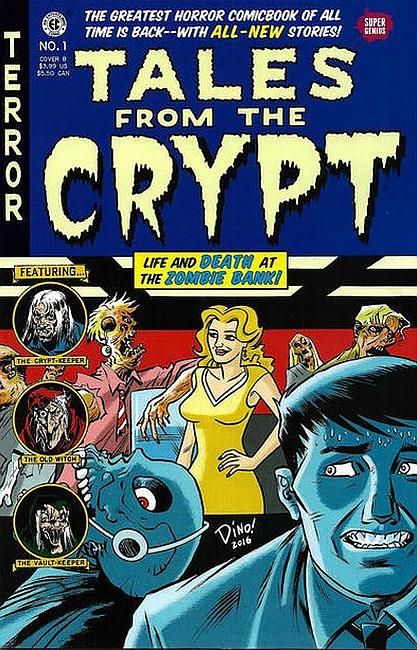 THE GREATEST HORROR COMICBOOK OF ALL
TIME IS BACK--WITH ALL-NEW STORIES!
SUPER
GENIUS
NO. 1
COVER B
$3.99 US
$5.50 CAN
TERROR
TALES
FROM THE
CRYPT
LIFE AND DEATH AT
THE ZOMBIE BANK!
FEATURING...
THE CRYPT-KEEPER
THE OLD WITCH
THE VAULT-KEEPER
DINO!
2016